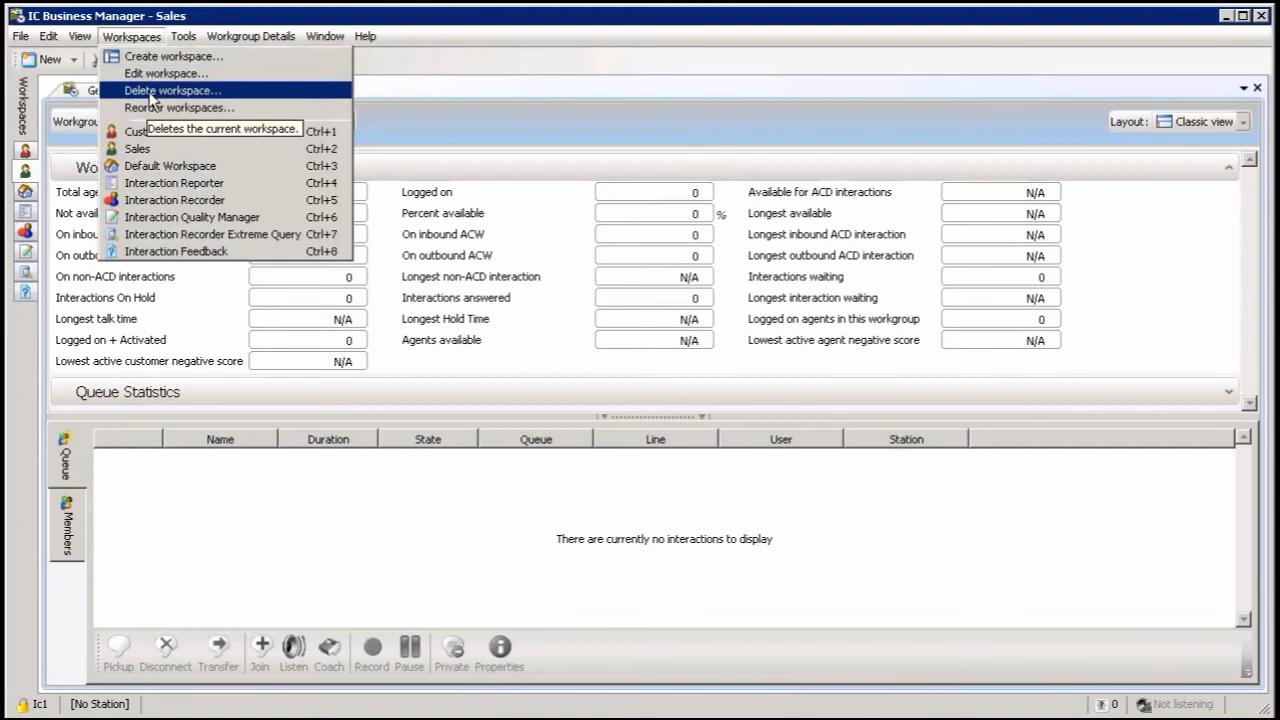 IC Business Manager - Sales
File Edit View Workspaces Tools Workgroup Details Window Help
New
Create workspace...
Edit workspace...
Delete workspace...
Reorder workspaces...
Deletes the current workspace.
Cust Ctrl+1
Sales Ctrl+2
Default Workspace Ctrl+3
Interaction Reporter Ctrl+4
Interaction Recorder Ctrl+5
Interaction Quality Manager Ctrl+6
Interaction Recorder Extreme Query Ctrl+7
Interaction Feedback Ctrl+8
Workspaces
Ge
Workgrou Layout: Classic view
Wo
Total age Logged on 0 Available for ACD interactions N/A
Not avail Percent available 0 % Longest available N/A
On inbou On inbound ACW 0 Longest inbound ACD interaction N/A
On outbo On outbound ACW 0 Longest outbound ACD interaction N/A
On non-ACD interactions 0 Longest non-ACD interaction N/A Interactions waiting 0
Interactions On Hold 0 Interactions answered 0 Longest interaction waiting N/A
Longest talk time N/A Longest Hold Time N/A Logged on agents in this workgroup 0
Logged on + Activated 0 Agents available N/A Lowest active agent negative score N/A
Lowest active customer negative score N/A
Queue Statistics
Queue
Members
Name Duration State Queue Line User Station
There are currently no interactions to display
Pickup Disconnect Transfer Join Listen Coach Record Pause Private Properties
Ic1 [No Station] 0 Not listening